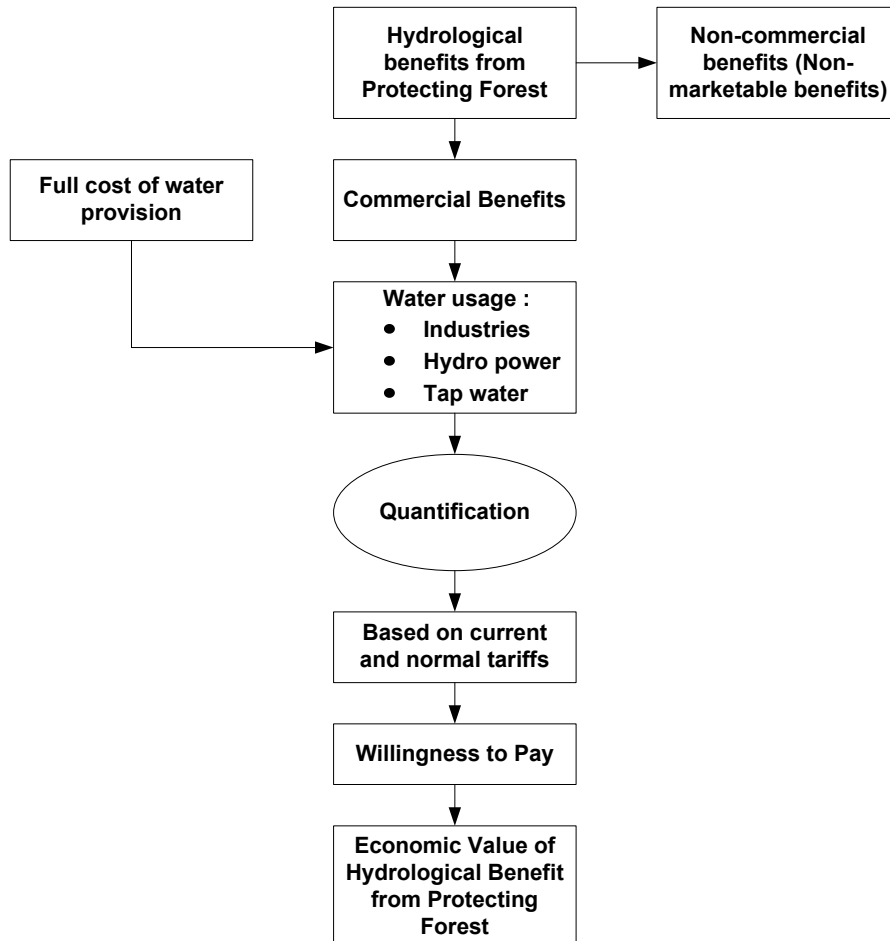 Hydrological
benefits from
Protecting Forest
Non-commercial
benefits (Non-
marketable benefits)
Full cost of water
provision
Commercial Benefits
Water usage :
● Industries
● Hydro power
● Tap water
Quantification
Based on current
and normal tariffs
Willingness to Pay
Economic Value of
Hydrological Benefit
from Protecting
Forest